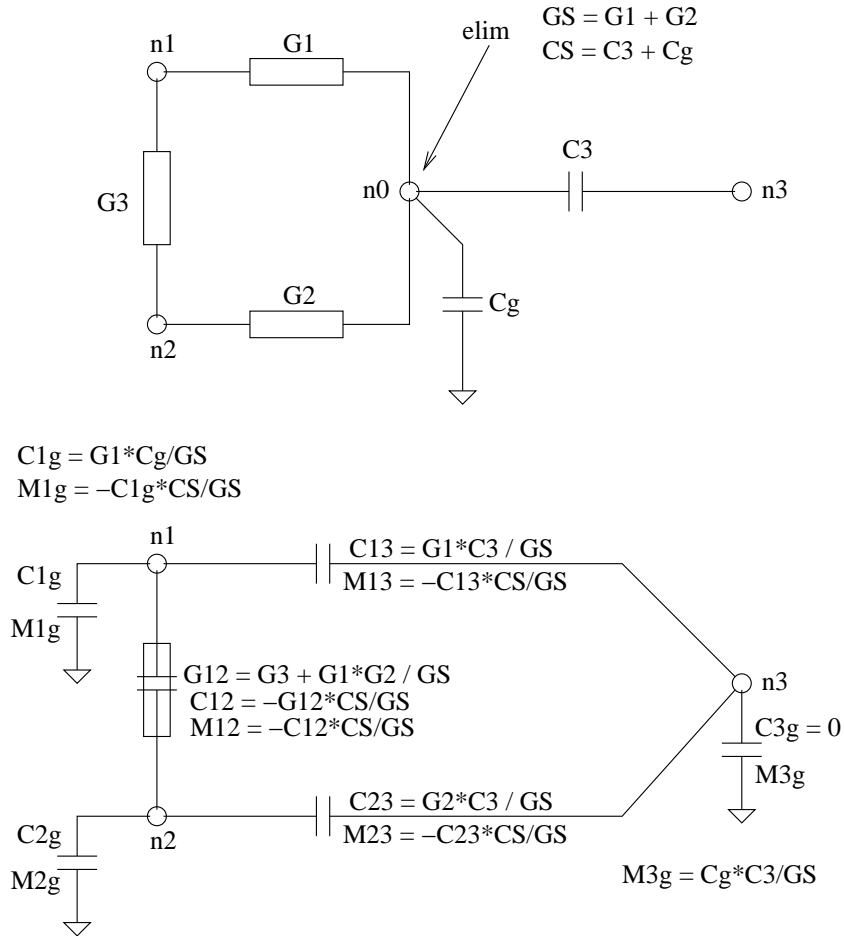 GS = G1 + G2
CS = C3 + Cg
elim
n1
G1
C3
G3
n0
n3
G2
Cg
n2
C1g = G1*Cg/GS
M1g = −C1g*CS/GS
n1
C1g
M1g
C13 = G1*C3 / GS
M13 = −C13*CS/GS
G12 = G3 + G1*G2 / GS
C12 = −G12*CS/GS
M12 = −C12*CS/GS
n3
C3g = 0
M3g
C23 = G2*C3 / GS
M23 = −C23*CS/GS
n2
C2g
M2g
M3g = Cg*C3/GS